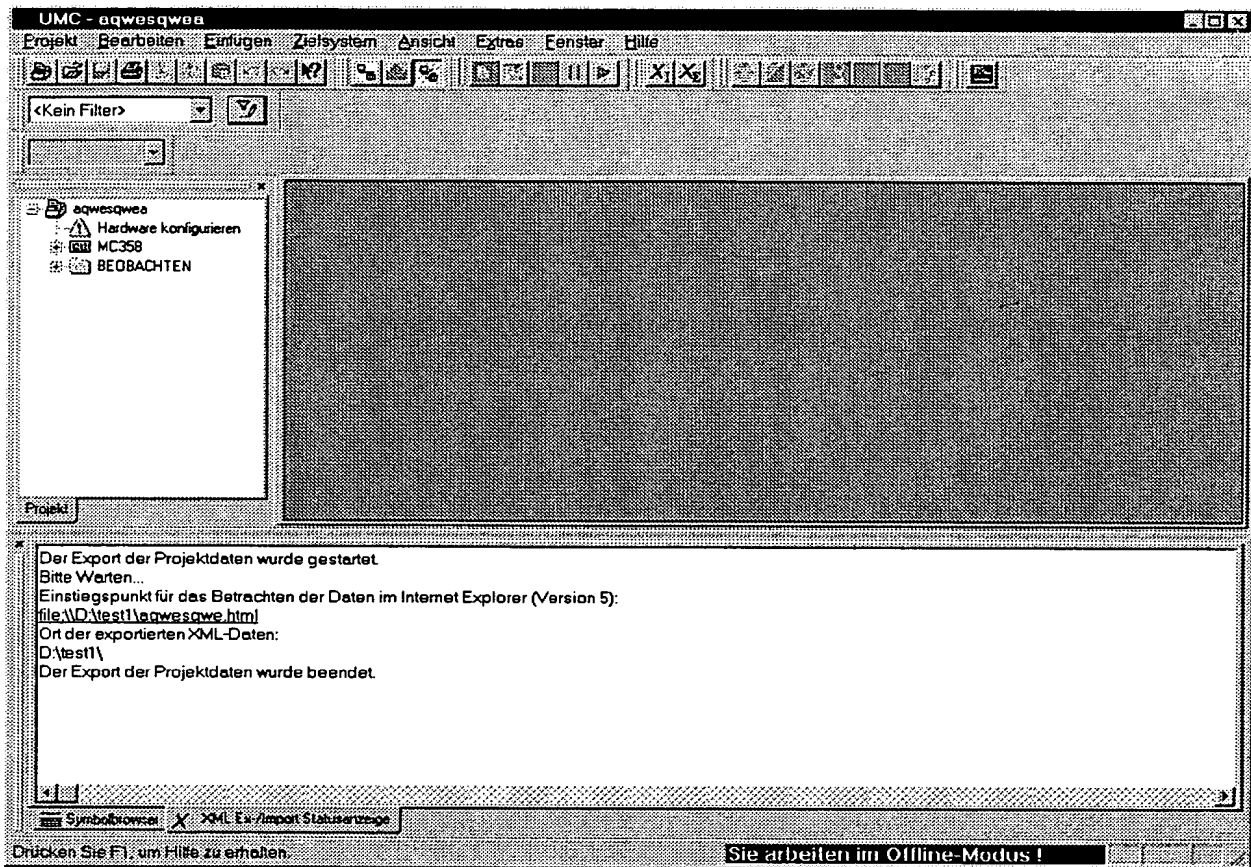 UMC - aqwesqwea
Projekt Bearbeiten Einfügen Zielsystem Ansicht Extras Fenster Hilfe
<Kein Filter>
aqwesqwea
Hardware konfigurieren
MC358
BEOBACHTEN
Projekt
Der Export der Projektdaten wurde gestartet.
Bitte Warten...
Einstiegspunkt für das Betrachten der Daten im Internet Explorer (Version 5):
file:\\D:\test1\aqwesqwe.html
Ort der exportierten XML-Daten:
D:\test1\
Der Export der Projektdaten wurde beendet.
Symbolbrowser XML Ex-/Import Statusanzeige
Drücken Sie F1, um Hilfe zu erhalten.
Sie arbeiten im Offline-Modus !